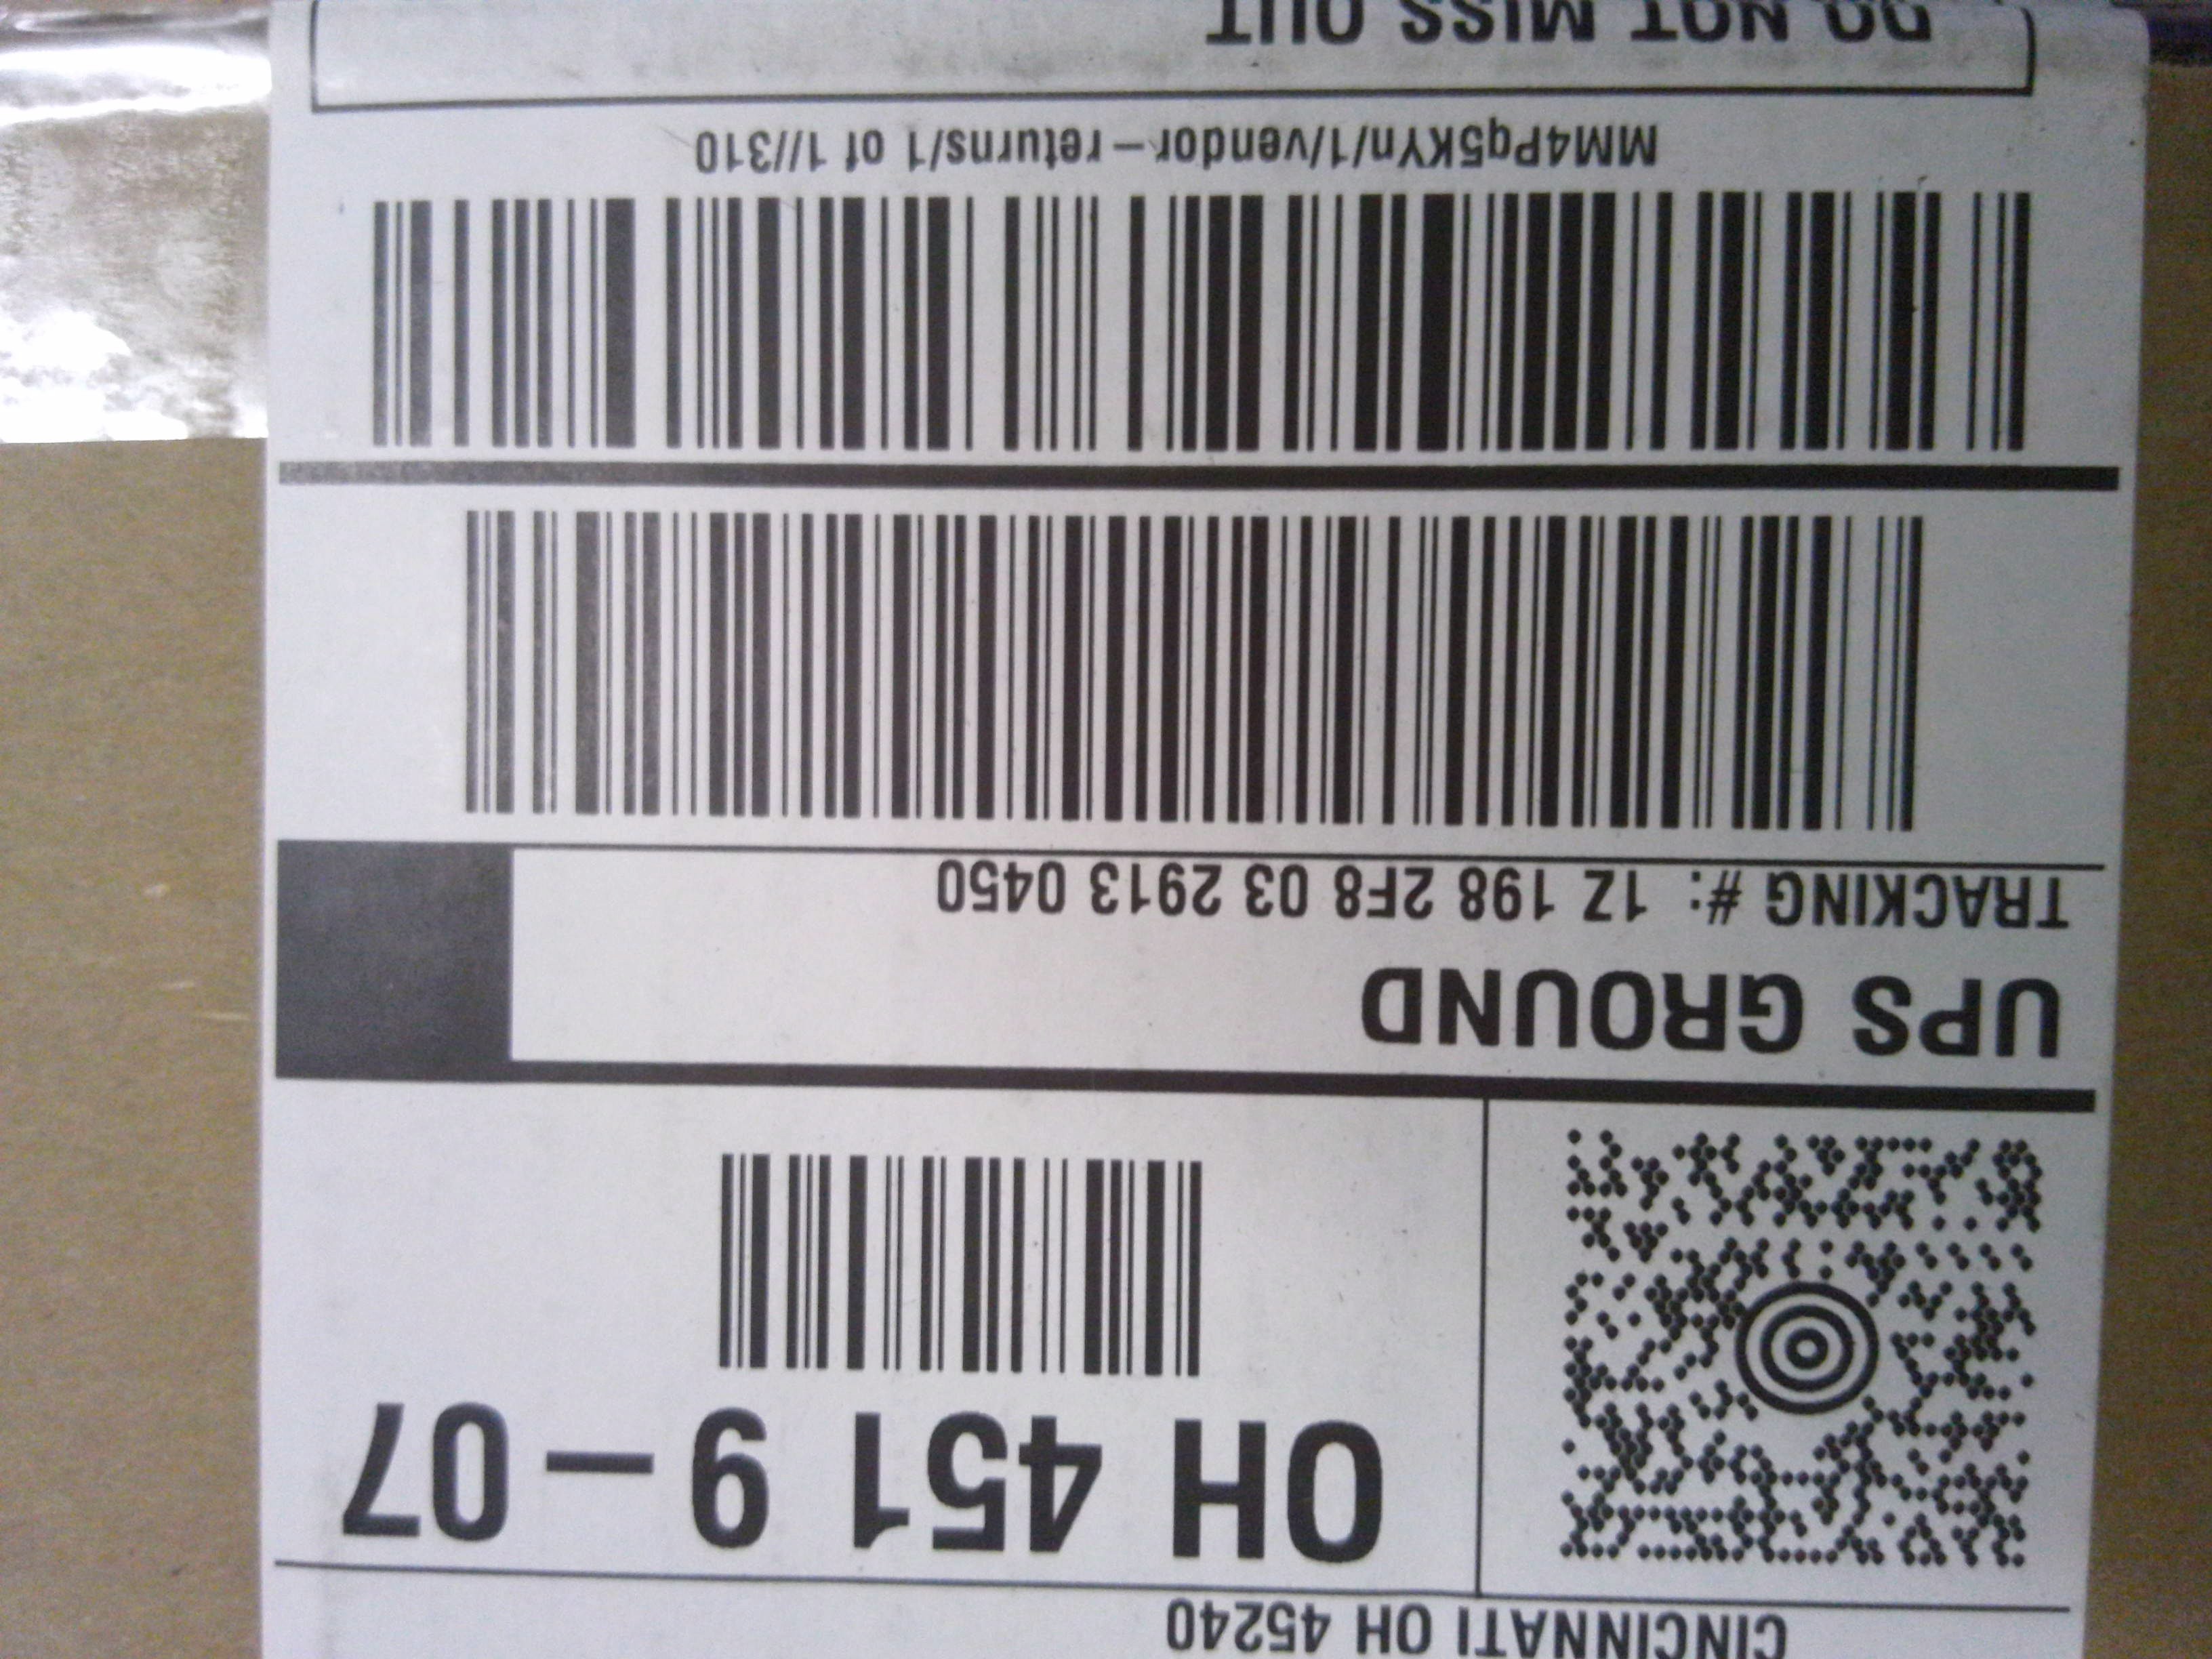 CINCINNATI OH 45240
OH 451 9 – 07
UPS GROUND
TRACKING #: 1Z 198 2F8 03 2913 0450
MM4Pq5KYn/1/vendor – returns/1 of 1//310
DO NOT MISS OUT